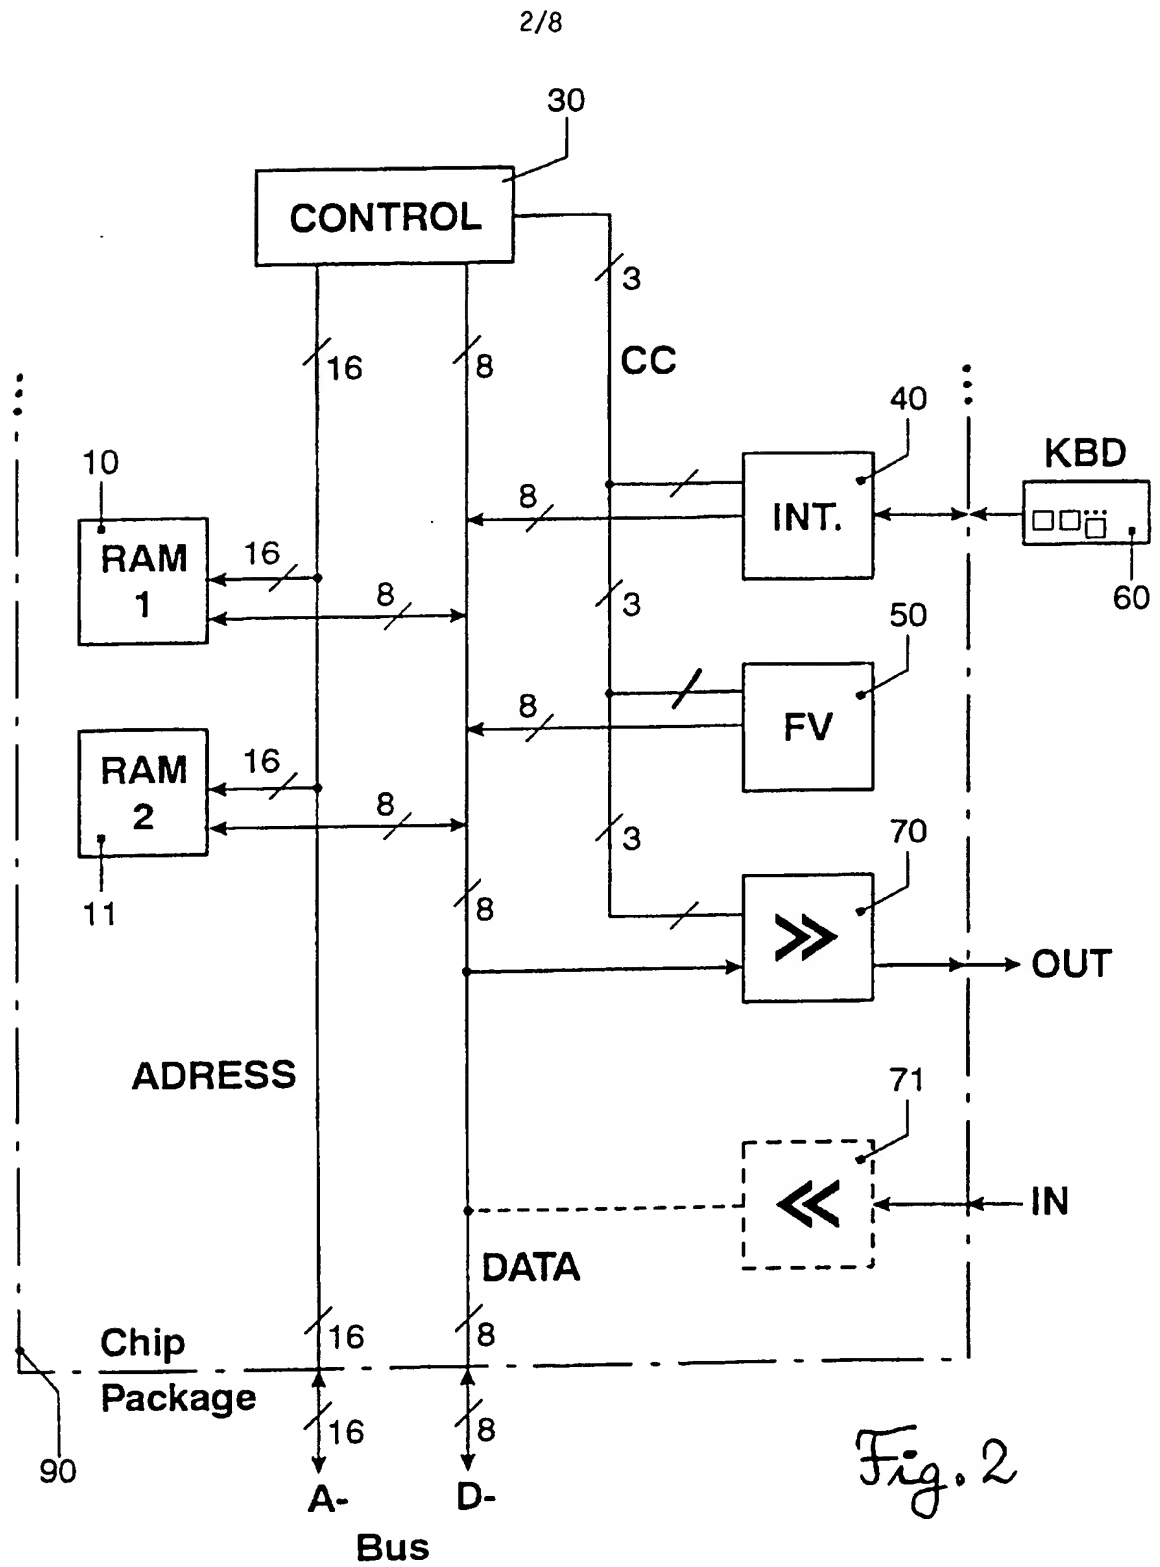 2/8
30
CONTROL
3
16
8
CC
40
KBD
10
INT.
8
RAM
1
16
8
3
60
50
8
FV
RAM
2
16
8
3
70
11
8
>>
OUT
ADRESS
71
<<
IN
DATA
16
8
Chip
Package
16
8
90
A-
D-
Bus
Fig. 2